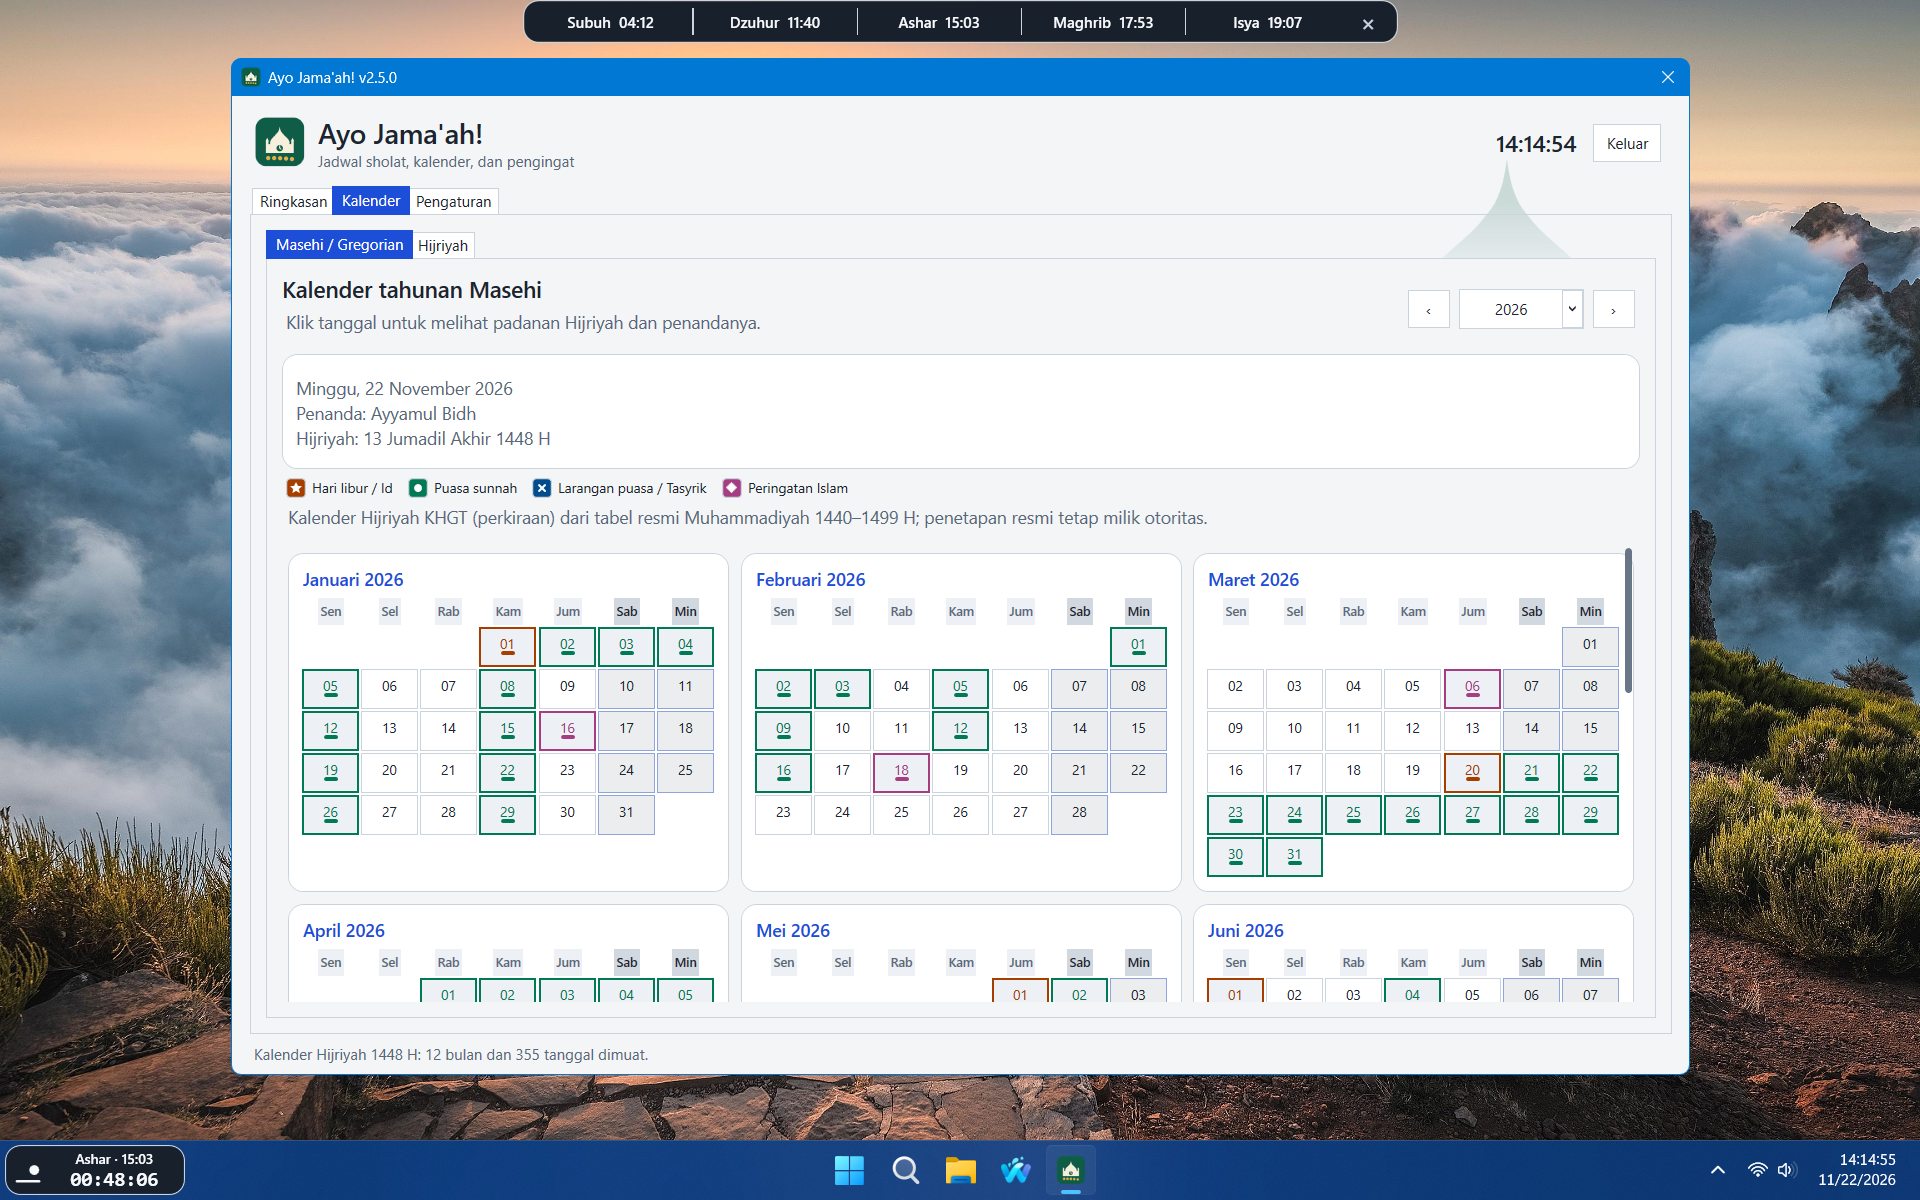 Subuh 04:12 Dzuhur 11:40 Ashar 15:03 Maghrib 17:53 Isya 19:07
Ayo Jama'ah! v2.5.0
Ayo Jama'ah!
Jadwal sholat, kalender, dan pengingat
14:14:54 Keluar
Ringkasan Kalender Pengaturan
Masehi / Gregorian Hijriyah
Kalender tahunan Masehi
Klik tanggal untuk melihat padanan Hijriyah dan penandanya.
‹ 2026 ›
Minggu, 22 November 2026
Penanda: Ayyamul Bidh
Hijriyah: 13 Jumadil Akhir 1448 H
Hari libur / Id Puasa sunnah Larangan puasa / Tasyrik Peringatan Islam
Kalender Hijriyah KHGT (perkiraan) dari tabel resmi Muhammadiyah 1440–1499 H; penetapan resmi tetap milik otoritas.
Januari 2026
Sen Sel Rab Kam Jum Sab Min
01 02 03 04
05 06 07 08 09 10 11
12 13 14 15 16 17 18
19 20 21 22 23 24 25
26 27 28 29 30 31
Februari 2026
Sen Sel Rab Kam Jum Sab Min
01
02 03 04 05 06 07 08
09 10 11 12 13 14 15
16 17 18 19 20 21 22
23 24 25 26 27 28
Maret 2026
Sen Sel Rab Kam Jum Sab Min
01
02 03 04 05 06 07 08
09 10 11 12 13 14 15
16 17 18 19 20 21 22
23 24 25 26 27 28 29
30 31
April 2026
Sen Sel Rab Kam Jum Sab Min
01 02 03 04 05
Mei 2026
Sen Sel Rab Kam Jum Sab Min
01 02 03
Juni 2026
Sen Sel Rab Kam Jum Sab Min
01 02 03 04 05 06 07
Kalender Hijriyah 1448 H: 12 bulan dan 355 tanggal dimuat.
Ashar · 15:03
00:48:06
14:14:55
11/22/2026